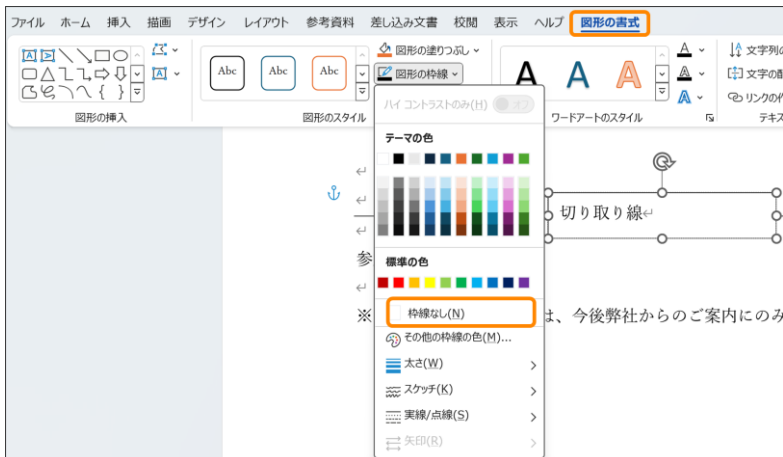 ファイル ホーム 挿入 描画 デザイン レイアウト 参考資料 差し込み文書 校閲 表示 ヘルプ 図形の書式
Abc Abc Abc
図形の塗りつぶし
図形の枠線
A A A
A
A
A
文字列の
文字の配
リンクの作
図形の挿入 図形のスタイル ワードアートのスタイル テキス
ハイ コントラストのみ(H) オフ
テーマの色
標準の色
枠線なし(N)
その他の枠線の色(M)...
太さ(W)
スケッチ(K)
実線/点線(S)
矢印(R)
切り取り線
参
※
は、今後弊社からのご案内にのみ